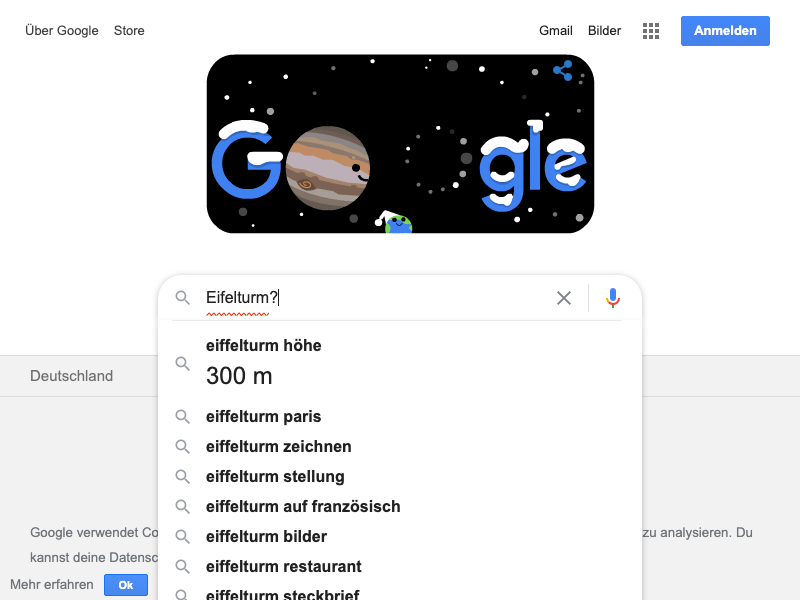 Über Google Store
Gmail Bilder Anmelden
Google
Eifelturm?
eiffelturm höhe
300 m
eiffelturm paris
eiffelturm zeichnen
eiffelturm stellung
eiffelturm auf französisch
eiffelturm bilder
eiffelturm restaurant
eiffelturm steckbrief
Deutschland
Google verwendet Co
zu analysieren. Du
kannst deine Datensc
Mehr erfahren Ok